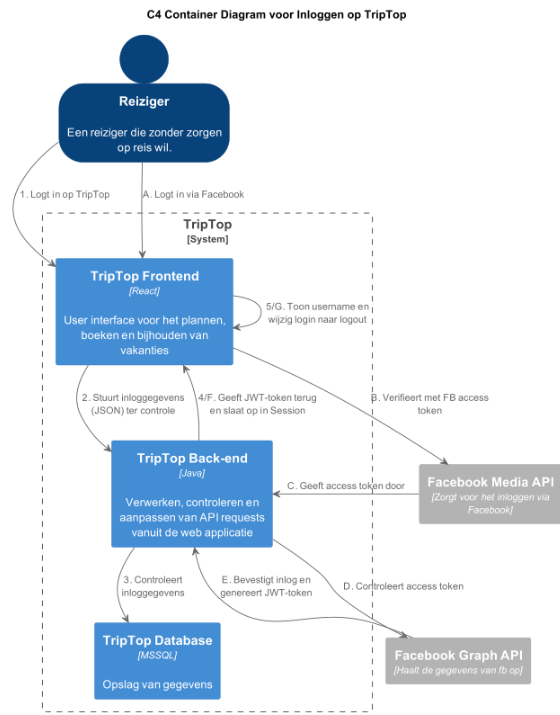 C4 Container Diagram voor Inloggen op TripTop
Reiziger
Een reiziger die zonder zorgen
op reis wil.
1. Logt in op TripTop
A. Logt in via Facebook
TripTop
[System]
TripTop Frontend
[React]
User interface voor het plannen,
boeken en bijhouden van
vakanties
5/G. Toon username en
wijzig login naar logout
2. Stuurt inloggegevens
(JSON) ter controle
4/F. Geeft JWT-token terug
en slaat op in Session
B. Verifieert met FB access
token
TripTop Back-end
[Java]
Verwerken, controleren en
aanpassen van API requests
vanuit de web applicatie
C. Geeft access token door
Facebook Media API
[Zorgt voor het inloggen via
Facebook]
3. Controleert
inloggegevens
E. Bevestigt inlog en
genereert JWT-token
D. Controleert access token
TripTop Database
[MSSQL]
Opslag van gegevens
Facebook Graph API
[Haalt de gegevens van fb op]